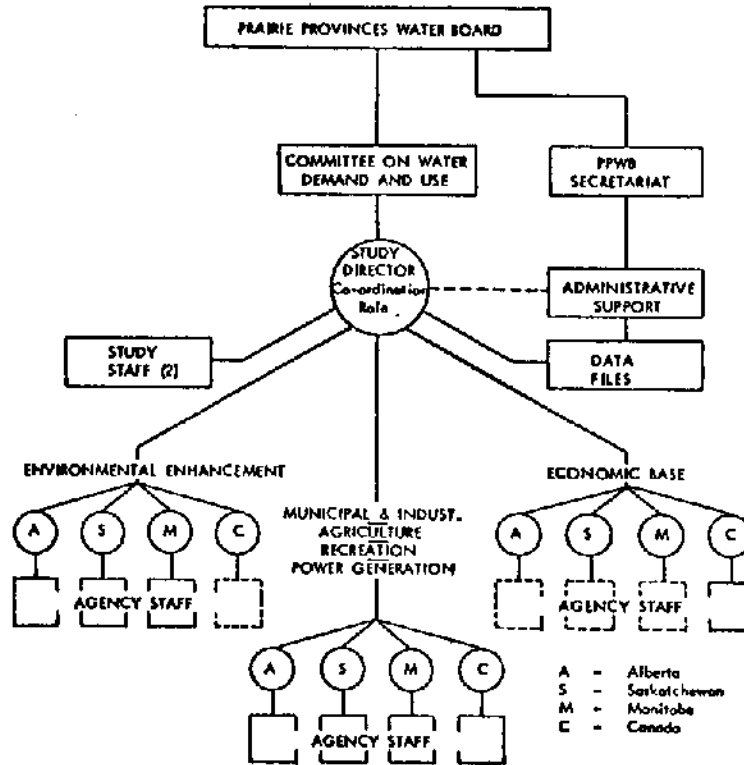 PRAIRIE PROVINCES WATER BOARD
COMMITTEE ON WATER
DEMAND AND USE
PPWB
SECRETARIAT
STUDY
DIRECTOR
Co-ordination
Role
ADMINISTRATIVE
SUPPORT
STUDY
STAFF (2)
DATA
FILES
ENVIRONMENTAL ENHANCEMENT
ECONOMIC BASE
A S M C
AGENCY STAFF
MUNICIPAL & INDUST.
AGRICULTURE
RECREATION
POWER GENERATION
A S M C
AGENCY STAFF
A S M C
AGENCY STAFF
A - Alberta
S - Saskatchewan
M - Manitoba
C - Canada